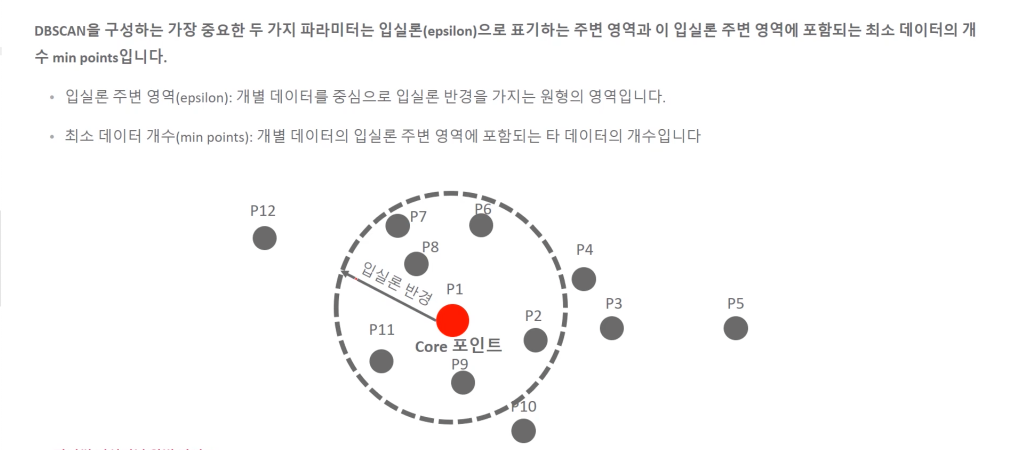 DBSCAN을 구성하는 가장 중요한 두 가지 파라미터는 입실론(epsilon)으로 표기하는 주변 영역과 이 입실론 주변 영역에 포함되는 최소 데이터의 개
수 min points입니다.
• 입실론 주변 영역(epsilon): 개별 데이터를 중심으로 입실론 반경을 가지는 원형의 영역입니다.
• 최소 데이터 개수(min points): 개별 데이터의 입실론 주변 영역에 포함되는 타 데이터의 개수입니다
P12
P7
P6
P8
P4
입실론 반경
P1
P3
P5
P2
P11
Core 포인트
P9
P10